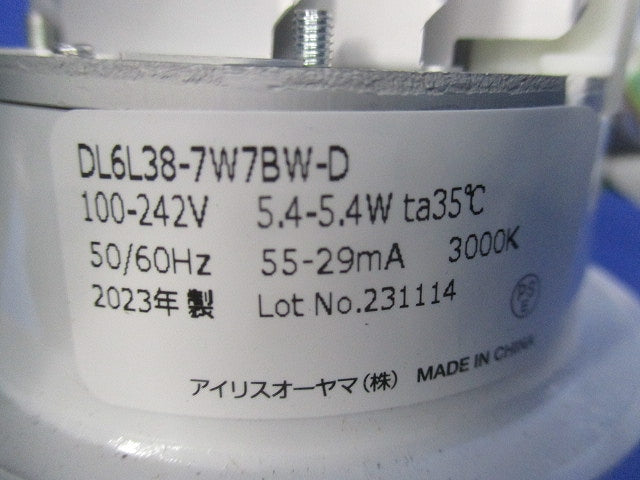 DL6L38-7W7BW-D
100-242V 5.4-5.4W ta35℃
50/60Hz 55-29mA 3000K
2023年 製 Lot No.231114
PS
E
アイリスオーヤマ(株) MADE IN CHINA